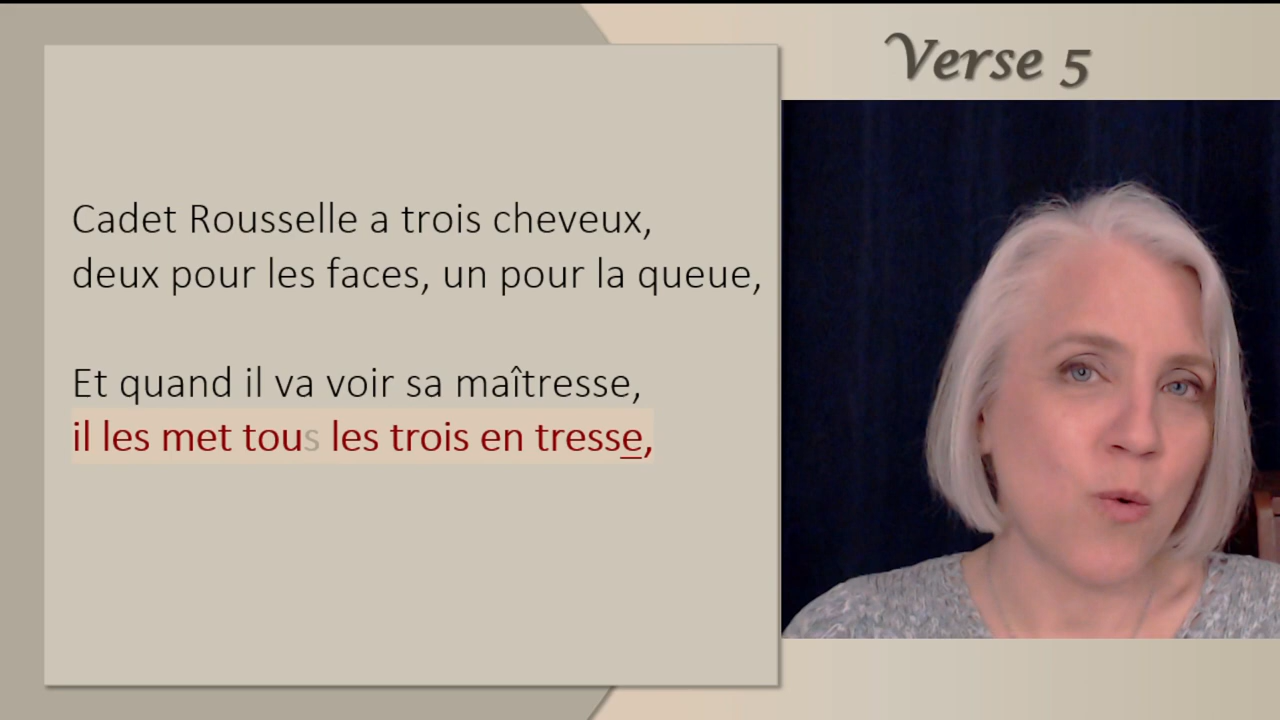 Verse 5
Cadet Rousselle a trois cheveux,
deux pour les faces, un pour la queue,
Et quand il va voir sa maîtresse,
il les met tous les trois en tresse,